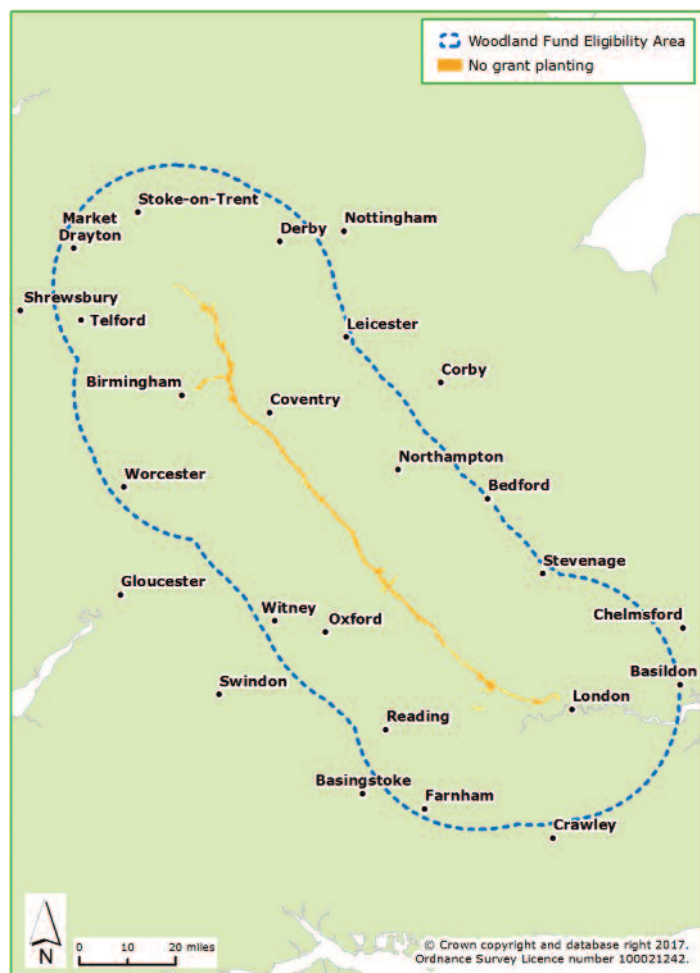 Woodland Fund Eligibility Area
No grant planting
Stoke-on-Trent
Market
Drayton
Derby
Nottingham
Shrewsbury
Telford
Leicester
Birmingham
Corby
Coventry
Northampton
Worcester
Bedford
Stevenage
Gloucester
Witney
Oxford
Chelmsford
Swindon
Basildon
London
Reading
Basingstoke
Farnham
Crawley
N
0 10 20 miles
© Crown copyright and database right 2017.
Ordnance Survey Licence number 100021242.